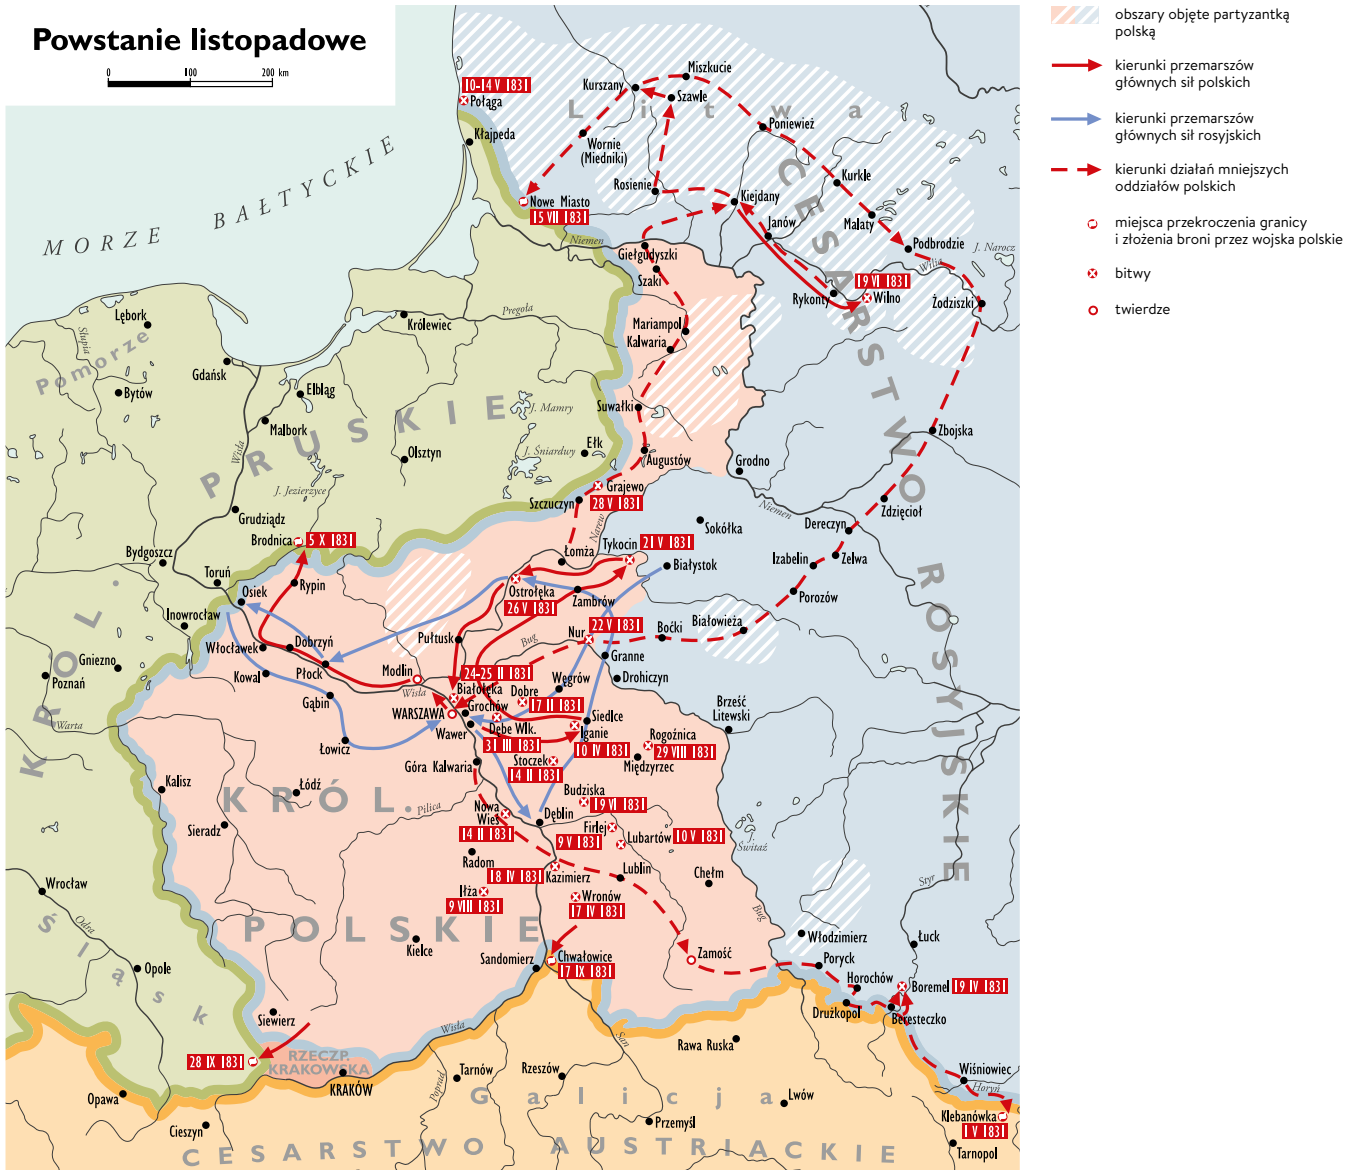 Powstanie listopadowe
0 100 200 km
obszary objęte partyzantką
polską
kierunki przemarszów
głównych sił polskich
kierunki przemarszów
głównych sił rosyjskich
kierunki działań mniejszych
oddziałów polskich
miejsca przekroczenia granicy
i złożenia broni przez wojska polskie
bitwy
twierdze
MORZE BAŁTYCKIE
Litwa
CESARSTWO ROSYJSKIE
KRÓL. PRUSKIE
Pomorze
Śląsk
KRÓL. POLSKIE
RZECZP.
KRAKOWSKA
Galicja
CESARSTWO AUSTRIACKIE
10-14 V 1831
Połąga
Kłajpeda
Kurszany
Miszkucie
Szawle
Wornie
(Miedniki)
Poniewież
Rosienie
Kiejdany
Kurkle
Janów
Małaty
Podbrodzie
J. Narocz
Wilia
Nowe Miasto
15 VII 1831
Niemen
Giełgudyszki
Szaki
Rykonty
19 VI 1831
Wilno
Żodziszki
Mariampol
Kalwaria
Lębork
Słupia
Bytów
Gdańsk
Królewiec
Pregoła
Elbląg
Malbork
Wisła
Olsztyn
J. Mamry
J. Śniardwy
Ełk
Suwałki
Augustów
Grodno
Zbojska
J. Jezierzyce
Grudziądz
Grajewo
28 V 1831
Szczuczyn
Narew
Niemen
Zdzięcioł
Brodnica
5 X 1831
Sokółka
Dereczyn
Bydgoszcz
Toruń
Osiek
Rypin
Łomża
Tykocin
21 V 1831
Białystok
Izabelin
Zelwa
Ostrołęka
26 V 1831
Zambrów
Porozów
Inowrocław
Włocławek
Dobrzyń
Pułtusk
Bug
22 V 1831
Nur
Boćki
Białowieża
Gniezno
Poznań
Warta
Kowal
Płock
Modlin
Wisła
24-25 II 1831
Białołęka
Granne
Drohiczyn
Gąbin
WARSZAWA
Grochów
Dobre
17 II 1831
Węgrów
Brześć
Litewski
Łowicz
Wawer
Dębe Wlk.
31 III 1831
Siedlce
Iganie
10 IV 1831
Rogoźnica
29 VIII 1831
Góra Kalwaria
Stoczek
14 II 1831
Międzyrzec
Kalisz
Łódź
Pilica
Budziska
19 VI 1831
Sieradz
Nowa
Wieś
14 II 1831
Dęblin
Firlej
9 V 1831
Lubartów
10 V 1831
J.
Świtaź
Radom
18 IV 1831
Kazimierz
Lublin
Chełm
Wrocław
Odra
Iłża
9 VIII 1831
Wronów
17 IV 1831
Bug
Styr
Kielce
Sandomierz
Chwałowice
17 IX 1831
Zamość
Włodzimierz
Łuck
Poryck
Opole
Horochów
Boremel
19 IV 1831
Siewierz
Drużkopol
Beresteczko
Wisła
San
Rawa Ruska
28 IX 1831
KRAKÓW
Tarnów
Poprad
Rzeszów
Wiśniowiec
Horyń
Opawa
Lwów
Klebanówka
1 V 1831
Cieszyn
Przemyśl
Tarnopol